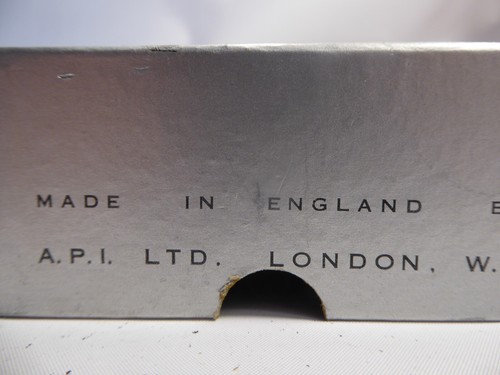 MADE IN ENGLAND
A.P.I. LTD. LONDON, W.